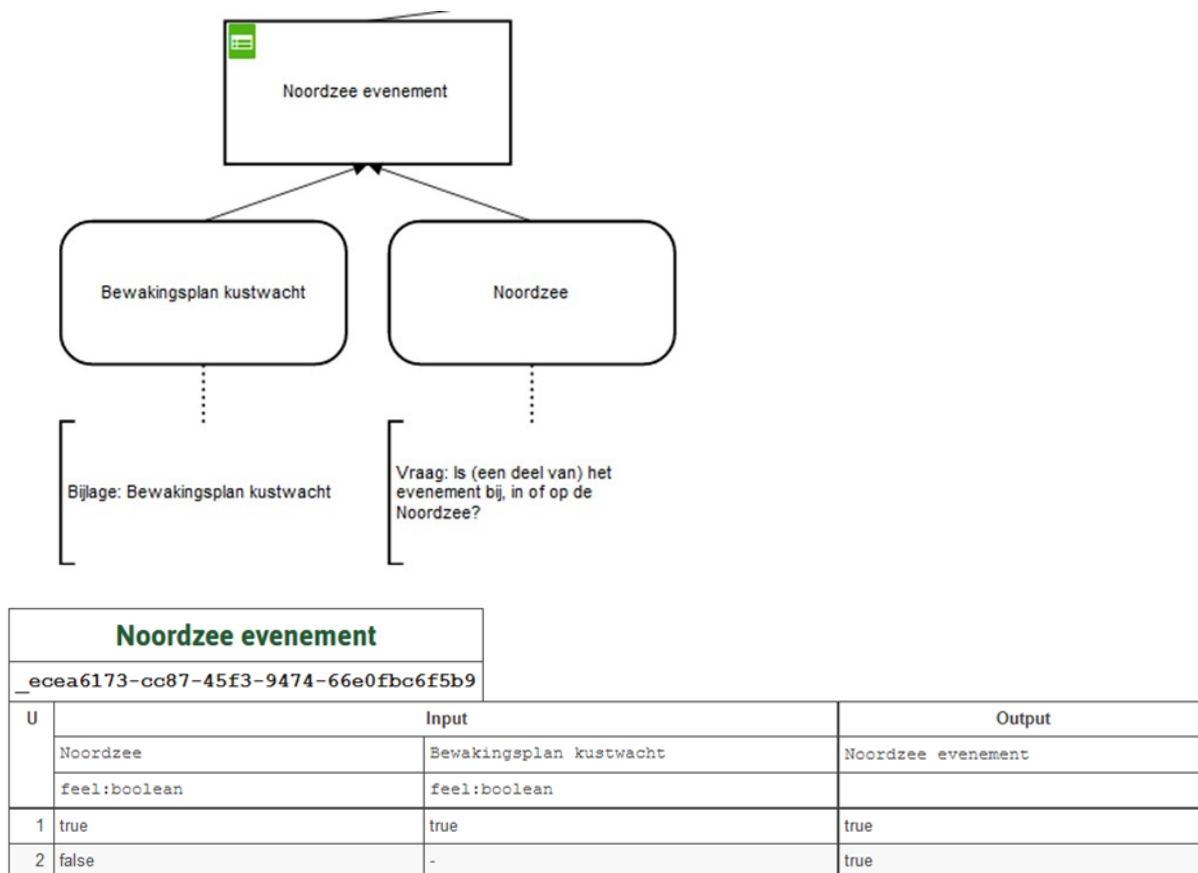 Noordzee evenement
Bewakingsplan kustwacht
Noordzee
Bijlage: Bewakingsplan kustwacht
Vraag: Is (een deel van) het
evenement bij, in of op de
Noordzee?
Noordzee evenement
_ecea6173-cc87-45f3-9474-66e0fbc6f5b9
U Input Output
Noordzee Bewakingsplan kustwacht Noordzee evenement
feel:boolean feel:boolean
1 true true true
2 false - true